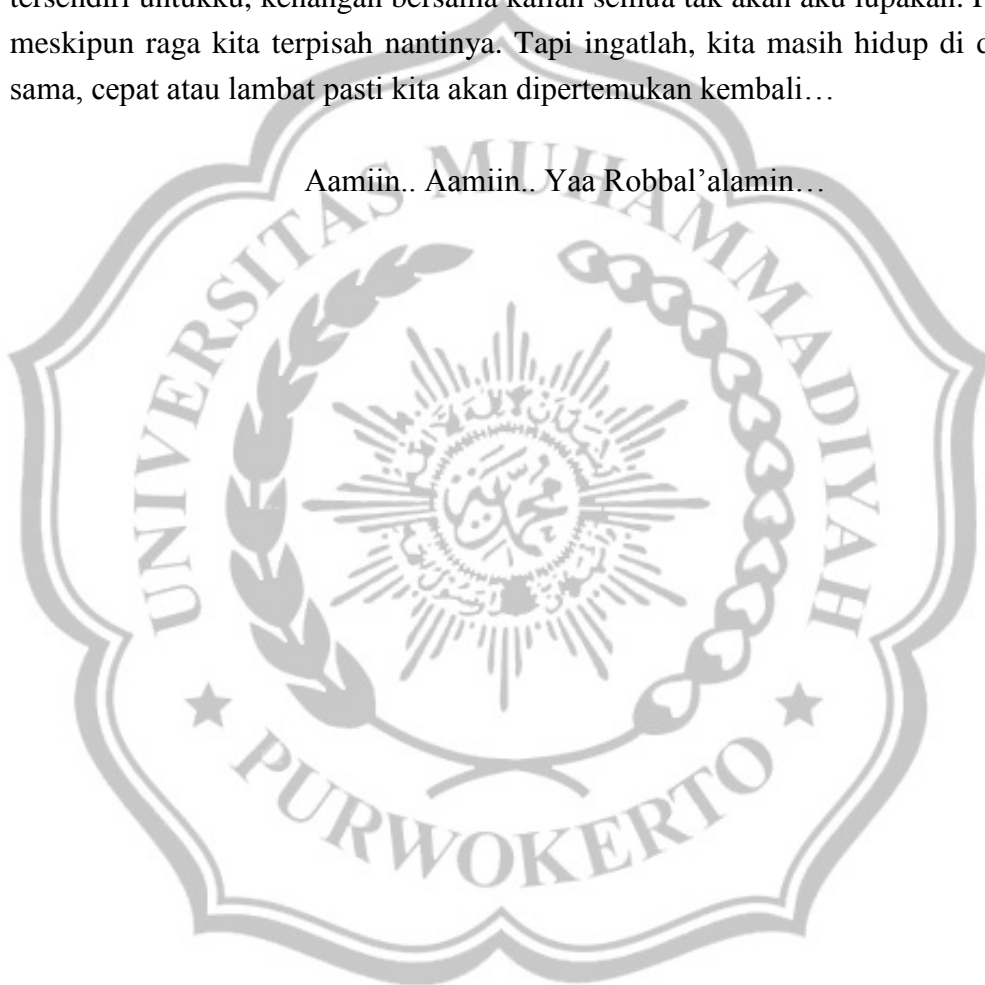 tersendiri untukku, kenangan bersama kalian semua tak akan aku lupakan.
meskipun raga kita terpisah nantinya. Tapi ingatlah, kita masih hidup di
sama, cepat atau lambat pasti kita akan dipertemukan kembali…
Aamiin.. Aamiin.. Yaa Robbal’alamin…
UNIVERSITAS MUHAMMADIYAH
PURWOKERTO